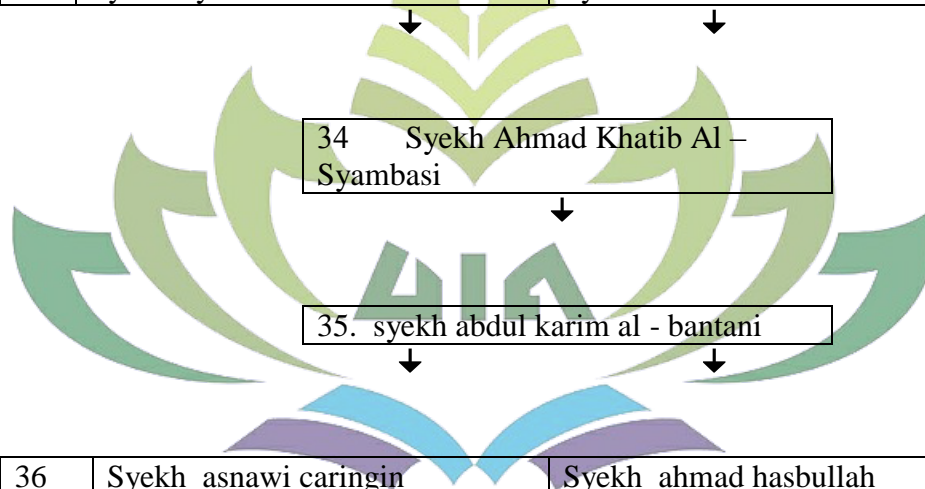 34 Syekh Ahmad Khatib Al –
Syambasi
35. syekh abdul karim al - bantani
36 Syekh asnawi caringin Syekh ahmad hasbullah